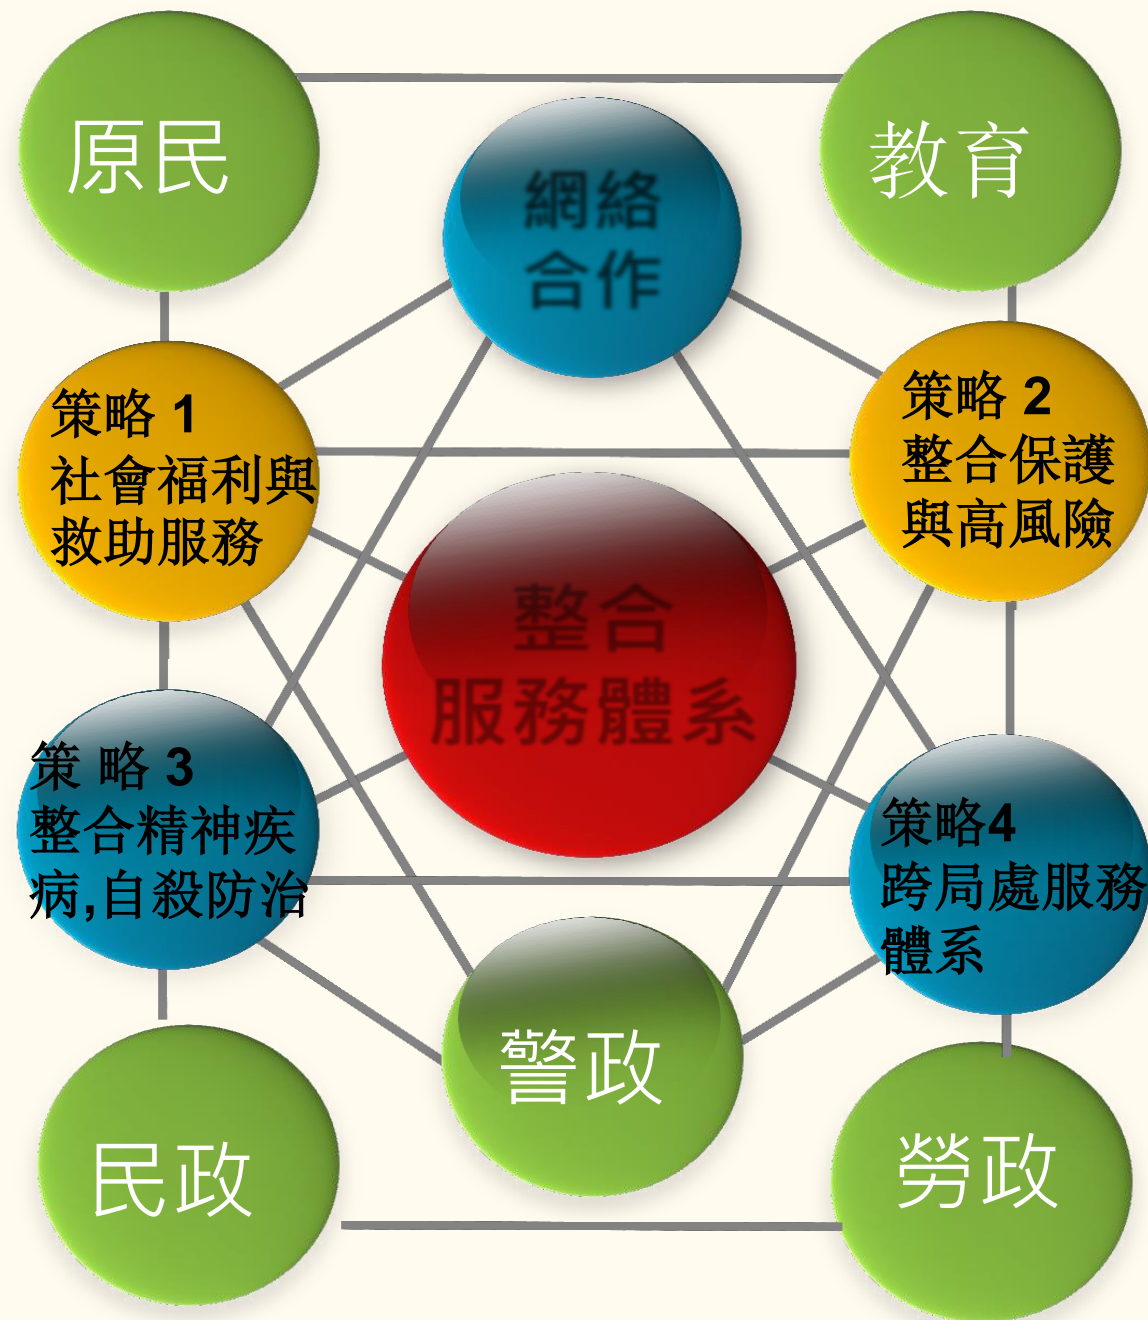 原民
教育
網絡
合作
策略 1
社會福利與
救助服務
策略 2
整合保護
與高風險
整合
服務體系
策 略 3
整合精神疾
病,自殺防治
策略4
跨局處服務
體系
警政
民政
勞政